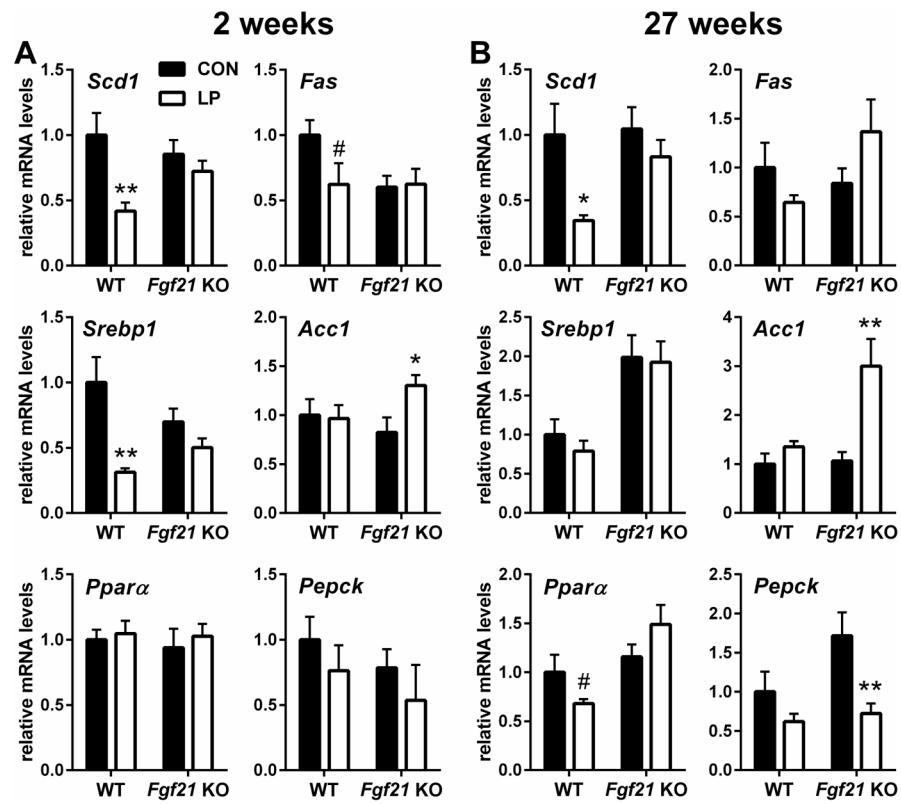 2 weeks
27 weeks
A
B
Scd1
CON
LP
Fas
relative mRNA levels
1.5
1.0
0.5
0.0
**
WT
Fgf21 KO
1.5
1.0
0.5
0.0
#
WT
Fgf21 KO
Scd1
relative mRNA levels
1.5
1.0
0.5
0.0
*
WT
Fgf21 KO
Fas
2.0
1.5
1.0
0.5
0.0
WT
Fgf21 KO
Srebp1
relative mRNA levels
1.5
1.0
0.5
0.0
**
WT
Fgf21 KO
Acc1
2.0
1.5
1.0
0.5
0.0
*
WT
Fgf21 KO
Srebp1
relative mRNA levels
2.5
2.0
1.5
1.0
0.5
0.0
WT
Fgf21 KO
Acc1
4
3
2
1
0
**
WT
Fgf21 KO
Pparα
relative mRNA levels
1.5
1.0
0.5
0.0
WT
Fgf21 KO
Pepck
1.5
1.0
0.5
0.0
WT
Fgf21 KO
Pparα
relative mRNA levels
2.0
1.5
1.0
0.5
0.0
#
WT
Fgf21 KO
Pepck
2.5
2.0
1.5
1.0
0.5
0.0
**
WT
Fgf21 KO